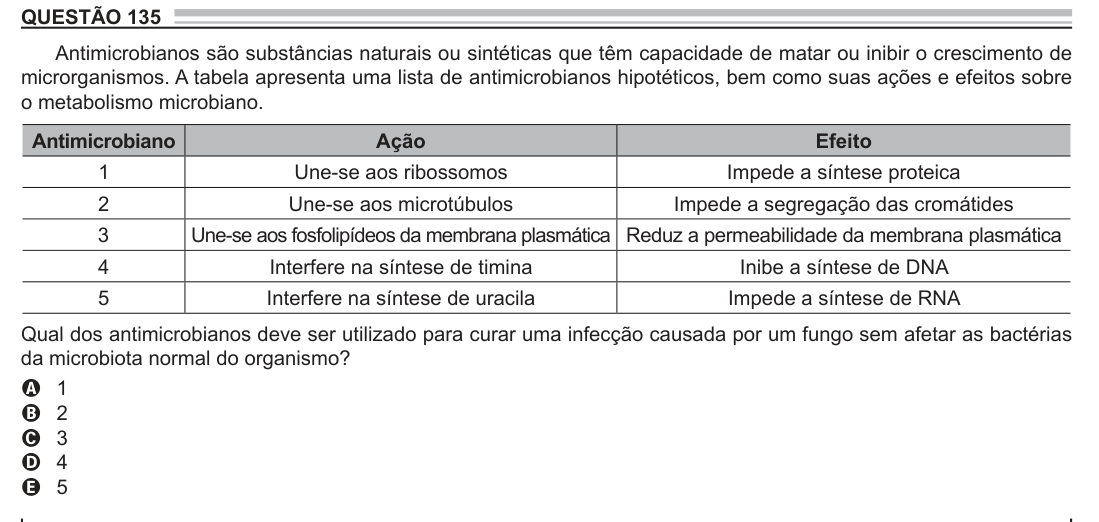 QUESTÃO 135
Antimicrobianos são substâncias naturais ou sintéticas que têm capacidade de matar ou inibir o crescimento de
microrganismos. A tabela apresenta uma lista de antimicrobianos hipotéticos, bem como suas ações e efeitos sobre
o metabolismo microbiano.
Antimicrobiano Ação Efeito
1 Une-se aos ribossomos Impede a síntese proteica
2 Une-se aos microtúbulos Impede a segregação das cromátides
3 Une-se aos fosfolipídeos da membrana plasmática Reduz a permeabilidade da membrana plasmática
4 Interfere na síntese de timina Inibe a síntese de DNA
5 Interfere na síntese de uracila Impede a síntese de RNA
Qual dos antimicrobianos deve ser utilizado para curar uma infecção causada por um fungo sem afetar as bactérias
da microbiota normal do organismo?
A 1
B 2
C 3
D 4
E 5